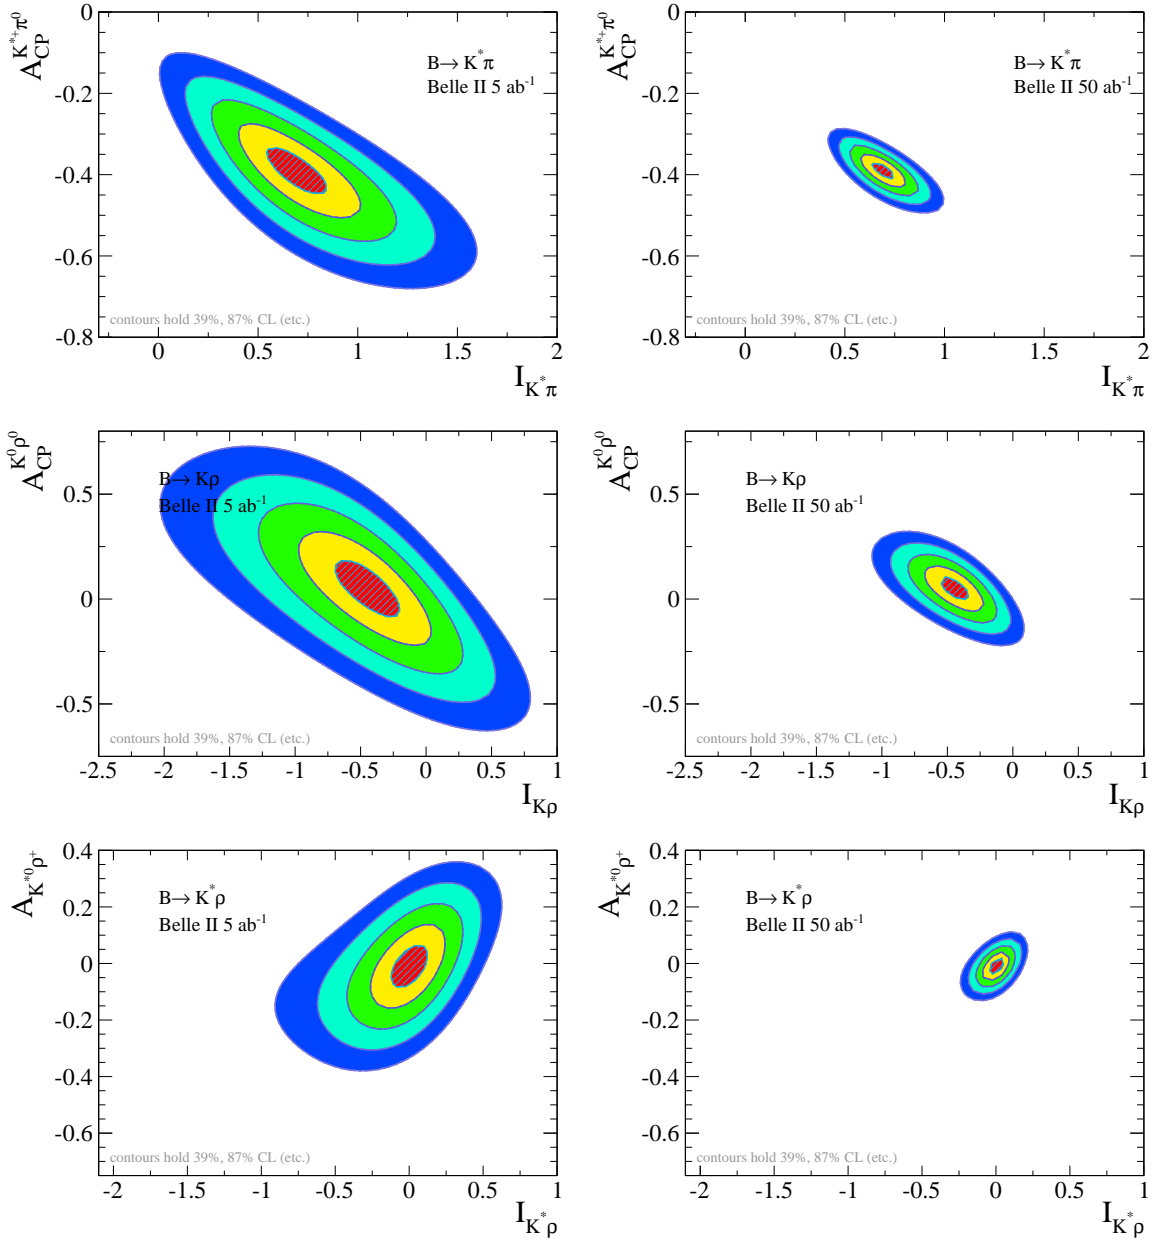 A_CP^{K*+π0}
0
-0.2
-0.4
-0.6
-0.8
B→ K*π
Belle II 5 ab⁻¹
contours hold 39%, 87% CL (etc.)
0 0.5 1 1.5 2
I_{K*π}
A_CP^{K*+π0}
0
-0.2
-0.4
-0.6
-0.8
B→ K*π
Belle II 50 ab⁻¹
contours hold 39%, 87% CL (etc.)
0 0.5 1 1.5 2
I_{K*π}
A_CP^{K0ρ0}
0.5
0
-0.5
B→ Kρ
Belle II 5 ab⁻¹
contours hold 39%, 87% CL (etc.)
-2.5 -2 -1.5 -1 -0.5 0 0.5 1
I_{Kρ}
A_CP^{K0ρ0}
0.5
0
-0.5
B→ Kρ
Belle II 50 ab⁻¹
contours hold 39%, 87% CL (etc.)
-2.5 -2 -1.5 -1 -0.5 0 0.5 1
I_{Kρ}
A_{K*0ρ+}
0.4
0.2
0
-0.2
-0.4
-0.6
B→ K*ρ
Belle II 5 ab⁻¹
contours hold 39%, 87% CL (etc.)
-2 -1.5 -1 -0.5 0 0.5 1
I_{K*ρ}
A_{K*0ρ+}
0.4
0.2
0
-0.2
-0.4
-0.6
B→ K*ρ
Belle II 50 ab⁻¹
contours hold 39%, 87% CL (etc.)
-2 -1.5 -1 -0.5 0 0.5 1
I_{K*ρ}